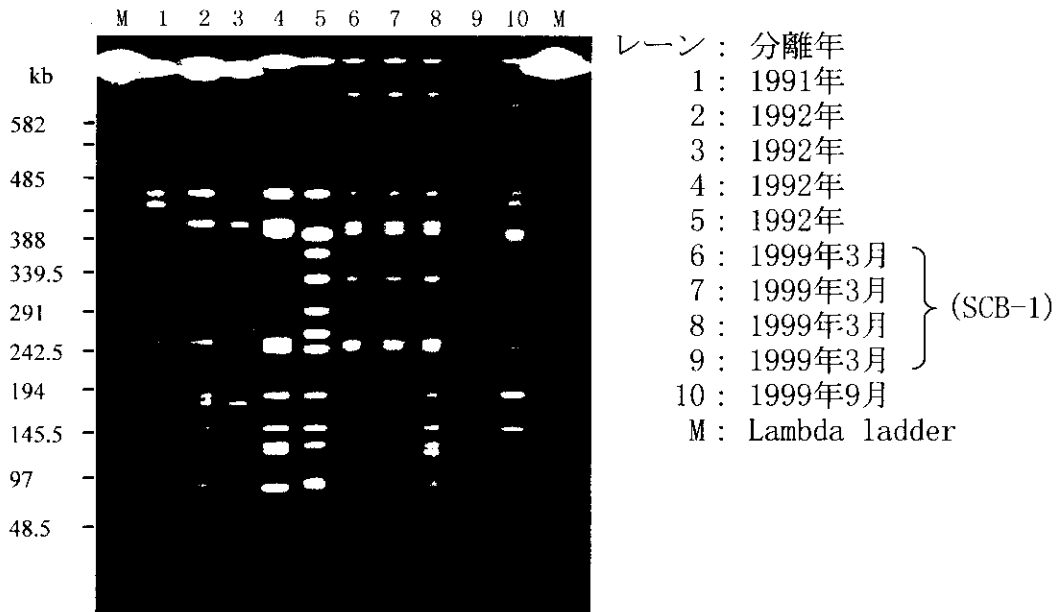 M 1 2 3 4 5 6 7 8 9 10 M
kb
582
485
388
339.5
291
242.5
194
145.5
97
48.5
レーン： 分離年
1： 1991年
2： 1992年
3： 1992年
4： 1992年
5： 1992年
6： 1999年3月
7： 1999年3月
8： 1999年3月
9： 1999年3月
(SCB-1)
10： 1999年9月
M： Lambda ladder